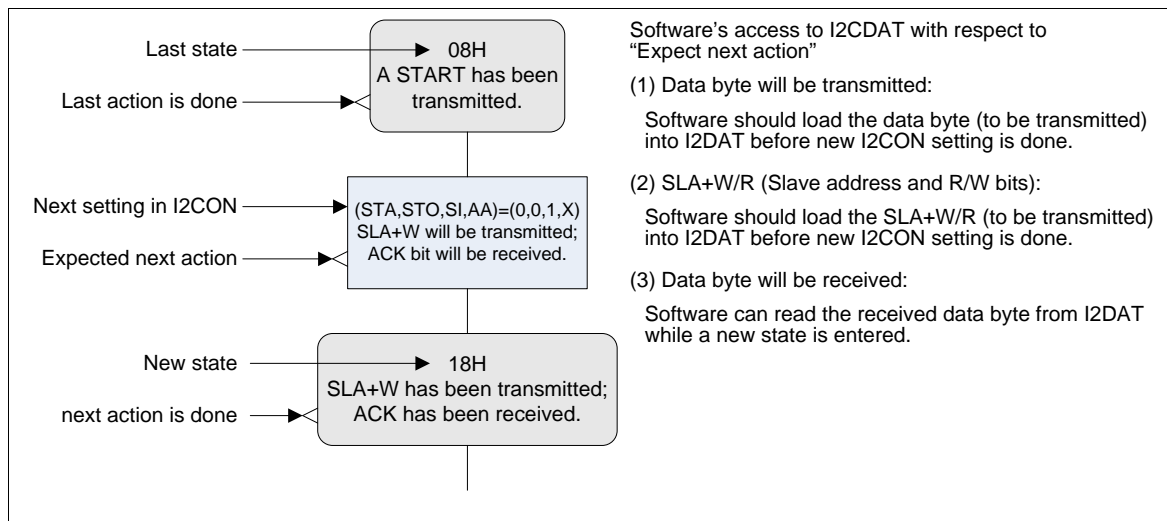 Last state
08H
A START has been
transmitted.
Last action is done
Next setting in I2CON
(STA,STO,SI,AA)=(0,0,1,X)
SLA+W will be transmitted;
ACK bit will be received.
Expected next action
New state
18H
SLA+W has been transmitted;
ACK has been received.
next action is done
Software's access to I2CDAT with respect to
“Expect next action”
(1) Data byte will be transmitted:
Software should load the data byte (to be transmitted)
into I2DAT before new I2CON setting is done.
(2) SLA+W/R (Slave address and R/W bits):
Software should load the SLA+W/R (to be transmitted)
into I2DAT before new I2CON setting is done.
(3) Data byte will be received:
Software can read the received data byte from I2DAT
while a new state is entered.